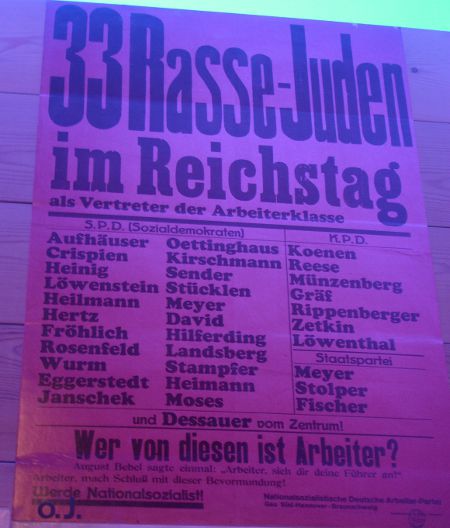 33 Rasse-Juden
im Reichstag
als Vertreter der Arbeiterklasse
S.P.D. (Sozialdemokraten)
Aufhäuser Oettinghaus
Crispien Kirschmann
Heinig Sender
Löwenstein Stücklen
Heilmann Meyer
Hertz David
Fröhlich Hilferding
Rosenfeld Landsberg
Wurm Stampfer
Eggerstedt Heimann
Janschek Moses
K.P.D.
Koenen
Reese
Münzenberg
Gräf
Rippenberger
Zetkin
Löwenthal
Staatspartei
Meyer
Stolper
Fischer
und Dessauer vom Zentrum!
Wer von diesen ist Arbeiter?
August Bebel sagte einmal: „Arbeiter, sieh dir deine Führer an!"
Arbeiter, mach Schluß mit dieser Bevormundung!
Werde Nationalsozialist!
Nationalsozialistische Deutsche Arbeiter-Partei
Gau Süd-Hannover-Braunschweig
o.J.